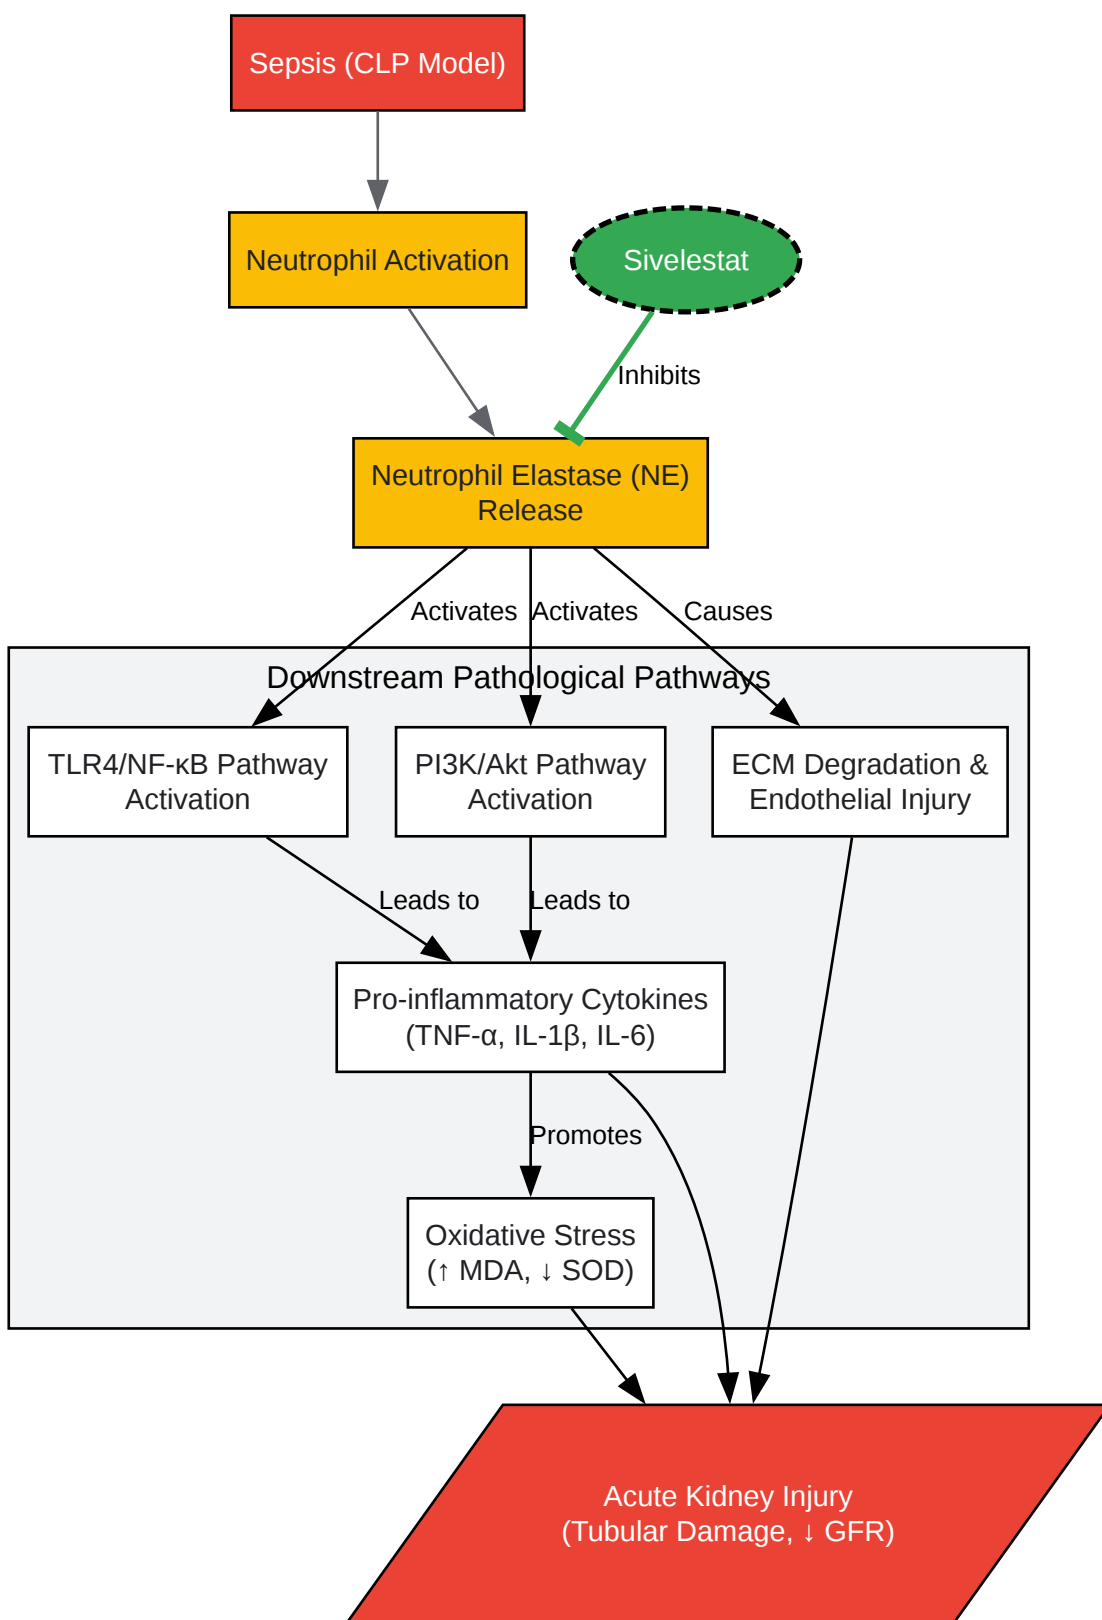 Sepsis (CLP Model)
Neutrophil Activation
Sivelestat
Inhibits
Neutrophil Elastase (NE)
Release
Activates
Activates
Causes
Downstream Pathological Pathways
TLR4/NF-κB Pathway
Activation
PI3K/Akt Pathway
Activation
ECM Degradation &
Endothelial Injury
Leads to
Leads to
Pro-inflammatory Cytokines
(TNF-α, IL-1β, IL-6)
Promotes
Oxidative Stress
(↑ MDA, ↓ SOD)
Acute Kidney Injury
(Tubular Damage, ↓ GFR)